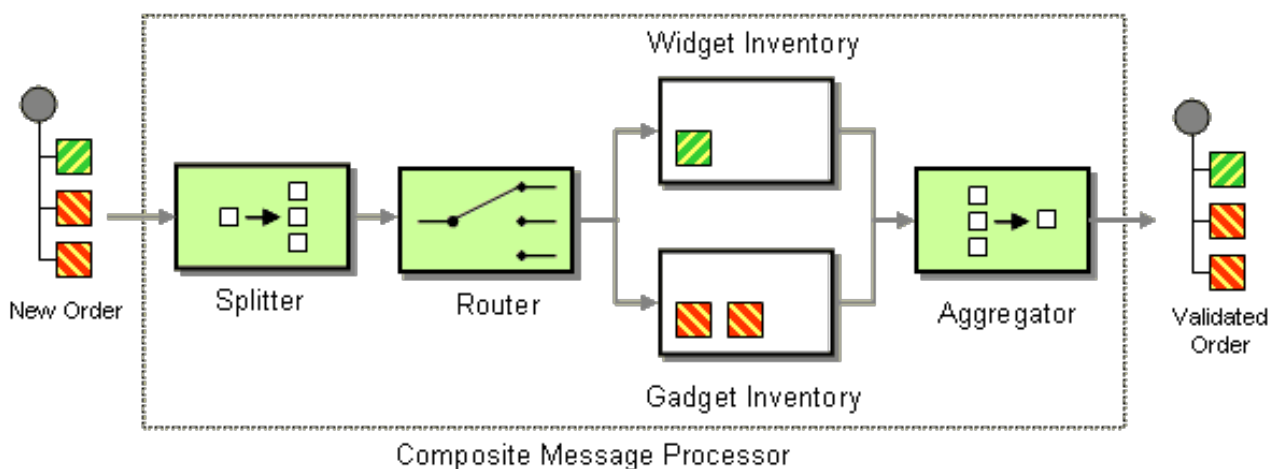 Widget Inventory
New Order
Splitter
Router
Gadget Inventory
Aggregator
Validated
Order
Composite Message Processor